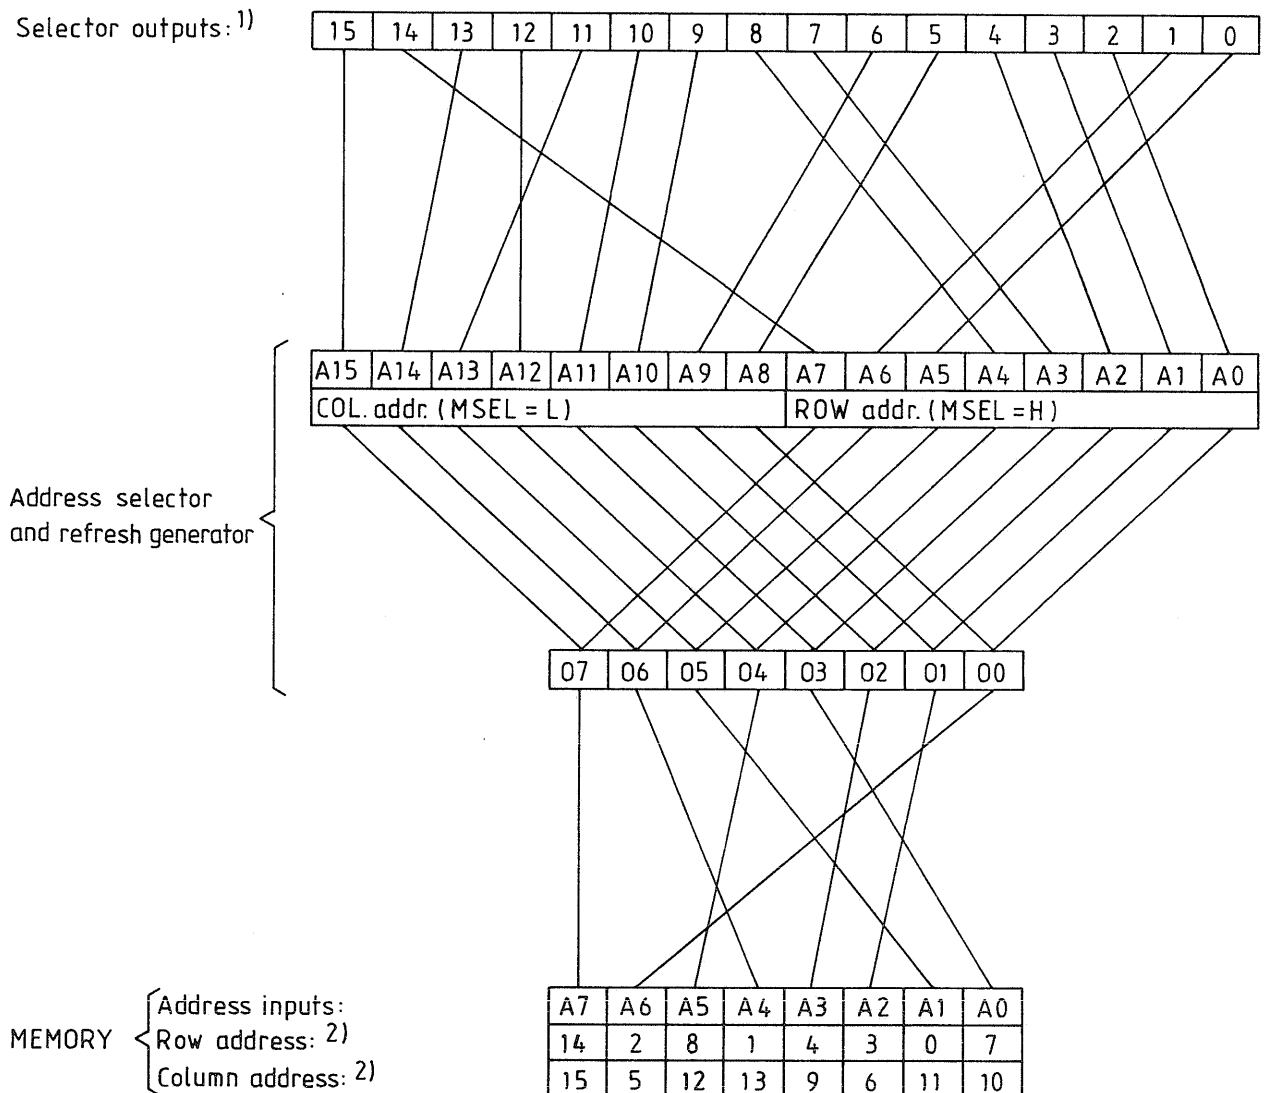 Selector outputs: 1) 15 14 13 12 11 10 9 8 7 6 5 4 3 2 1 0
A15 A14 A13 A12 A11 A10 A9 A8 A7 A6 A5 A4 A3 A2 A1 A0
COL. addr. (MSEL = L) ROW addr. (MSEL = H)
Address selector
and refresh generator
07 06 05 04 03 02 01 00
MEMORY
Address inputs: A7 A6 A5 A4 A3 A2 A1 A0
Row address: 2) 14 2 8 1 4 3 0 7
Column address: 2) 15 5 12 13 9 6 11 10